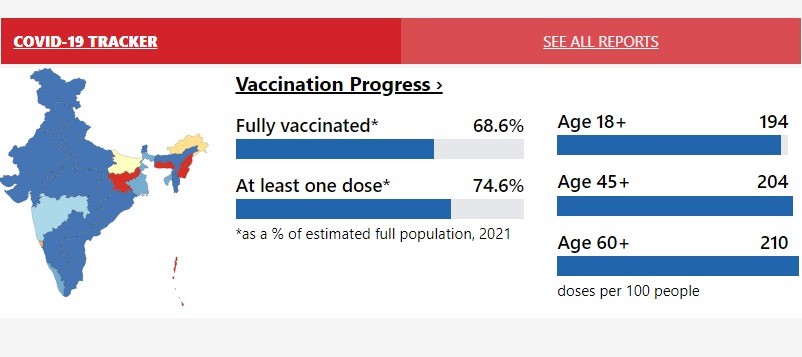 COVID-19 TRACKER
SEE ALL REPORTS
Vaccination Progress ›
Fully vaccinated* 68.6%
At least one dose* 74.6%
*as a % of estimated full population, 2021
Age 18+ 194
Age 45+ 204
Age 60+ 210
doses per 100 people